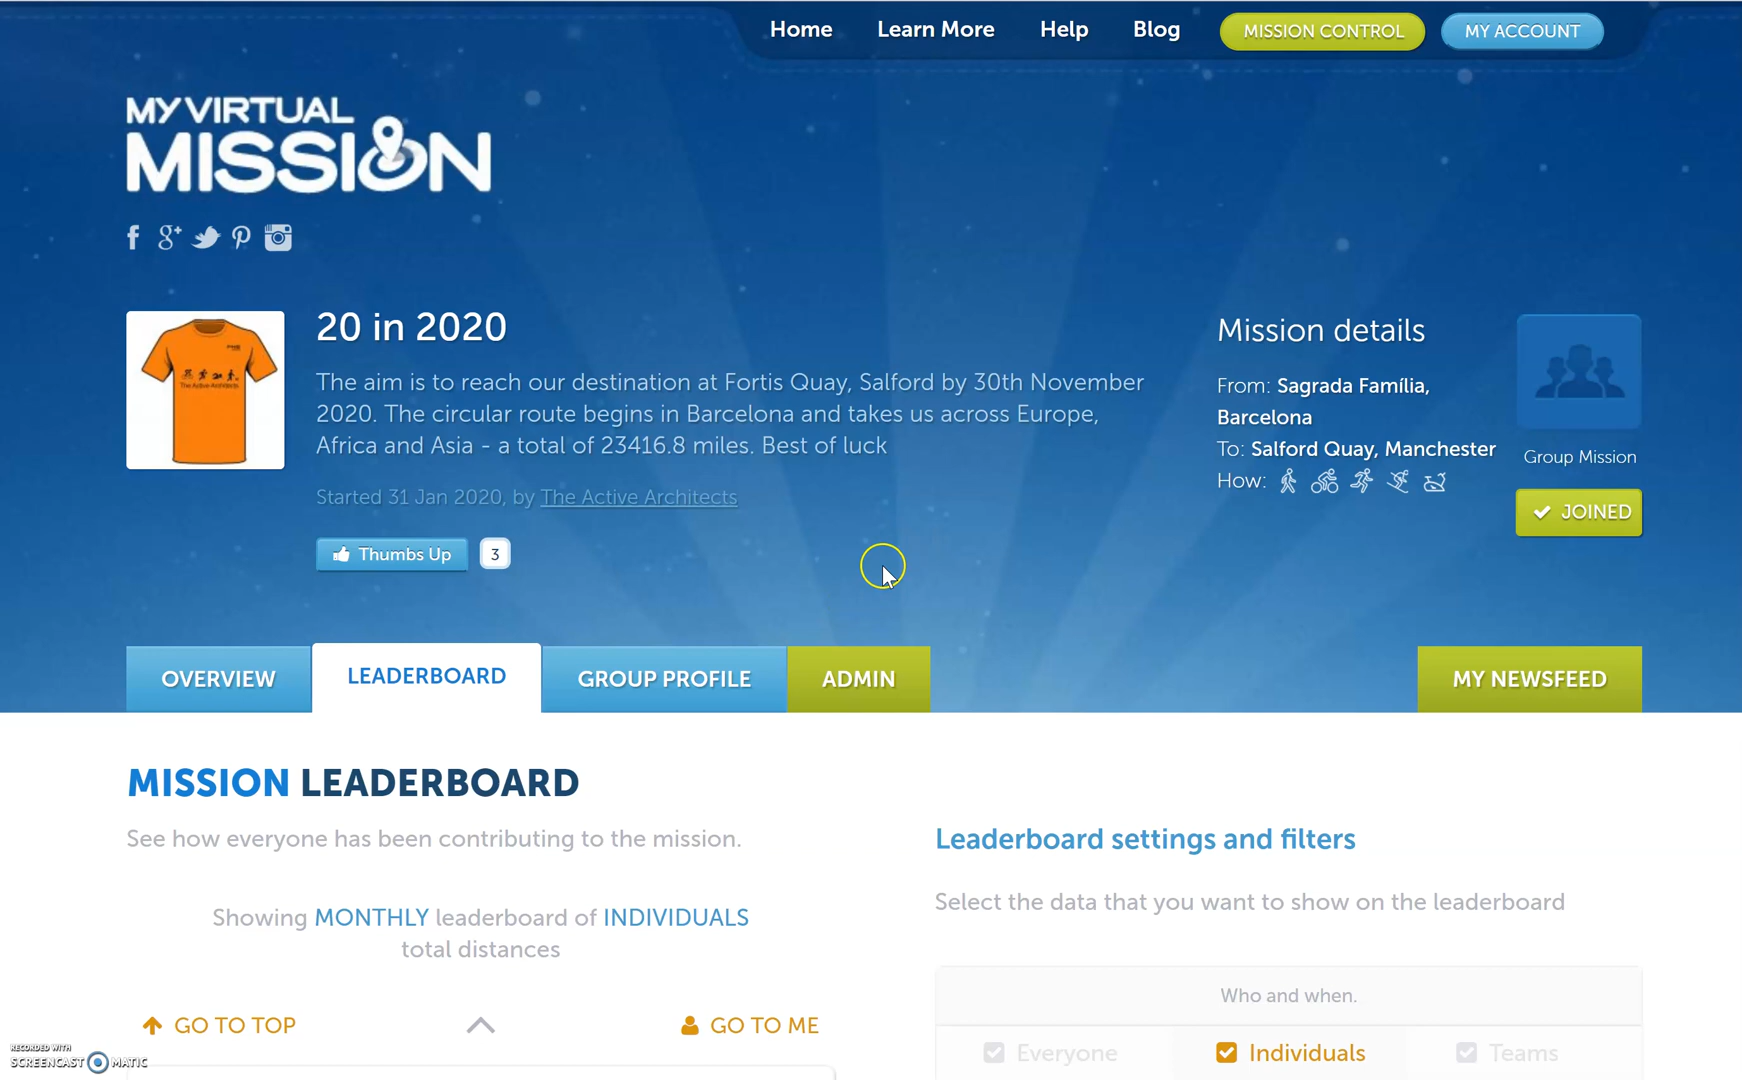 Home Learn More Help Blog MISSION CONTROL MY ACCOUNT
MY VIRTUAL
MISSION
20 in 2020
The aim is to reach our destination at Fortis Quay, Salford by 30th November
2020. The circular route begins in Barcelona and takes us across Europe,
Africa and Asia - a total of 23416.8 miles. Best of luck
Started 31 Jan 2020, by The Active Architects
Thumbs Up 3
Mission details
From: Sagrada Família,
Barcelona
To: Salford Quay, Manchester
How:
Group Mission
JOINED
The Active Architects
OVERVIEW LEADERBOARD GROUP PROFILE ADMIN MY NEWSFEED
MISSION LEADERBOARD
See how everyone has been contributing to the mission.
Showing MONTHLY leaderboard of INDIVIDUALS
total distances
GO TO TOP GO TO ME
Leaderboard settings and filters
Select the data that you want to show on the leaderboard
Who and when.
Everyone Individuals Teams
RECORDED WITH
SCREENCAST MATIC